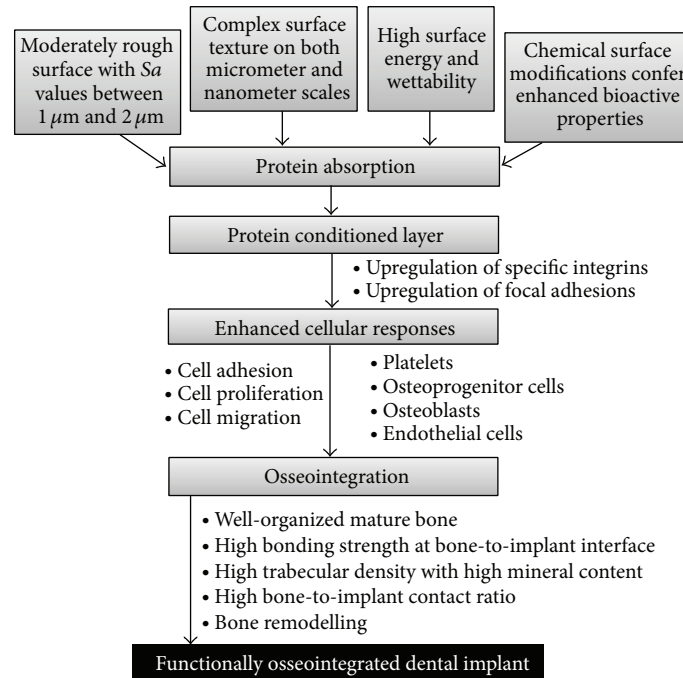 Moderately rough
surface with Sa
values between
1 μm and 2 μm
Complex surface
texture on both
micrometer and
nanometer scales
High surface
energy and
wettability
Chemical surface
modifications confer
enhanced bioactive
properties
Protein absorption
Protein conditioned layer
• Upregulation of specific integrins
• Upregulation of focal adhesions
Enhanced cellular responses
• Cell adhesion
• Cell proliferation
• Cell migration
• Platelets
• Osteoprogenitor cells
• Osteoblasts
• Endothelial cells
Osseointegration
• Well-organized mature bone
• High bonding strength at bone-to-implant interface
• High trabecular density with high mineral content
• High bone-to-implant contact ratio
• Bone remodelling
Functionally osseointegrated dental implant